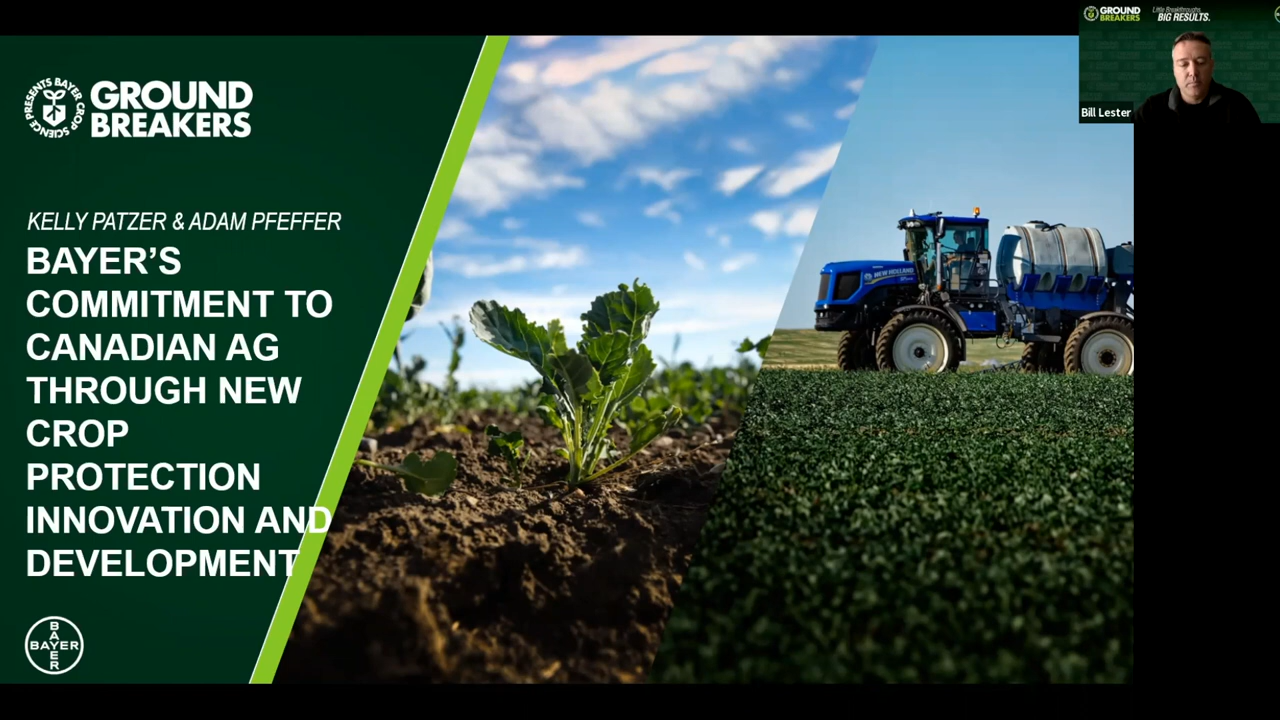 PRESENTS BAYER CROP SCIENCE
GROUND
BREAKERS
KELLY PATZER & ADAM PFEFFER
BAYER'S
COMMITMENT TO
CANADIAN AG
THROUGH NEW
CROP
PROTECTION
INNOVATION AND
DEVELOPMENT
BAYER
BAYER
NEW HOLLAND
GROUND
BREAKERS
Little Breakthroughs.
BIG RESULTS.
Bill Lester